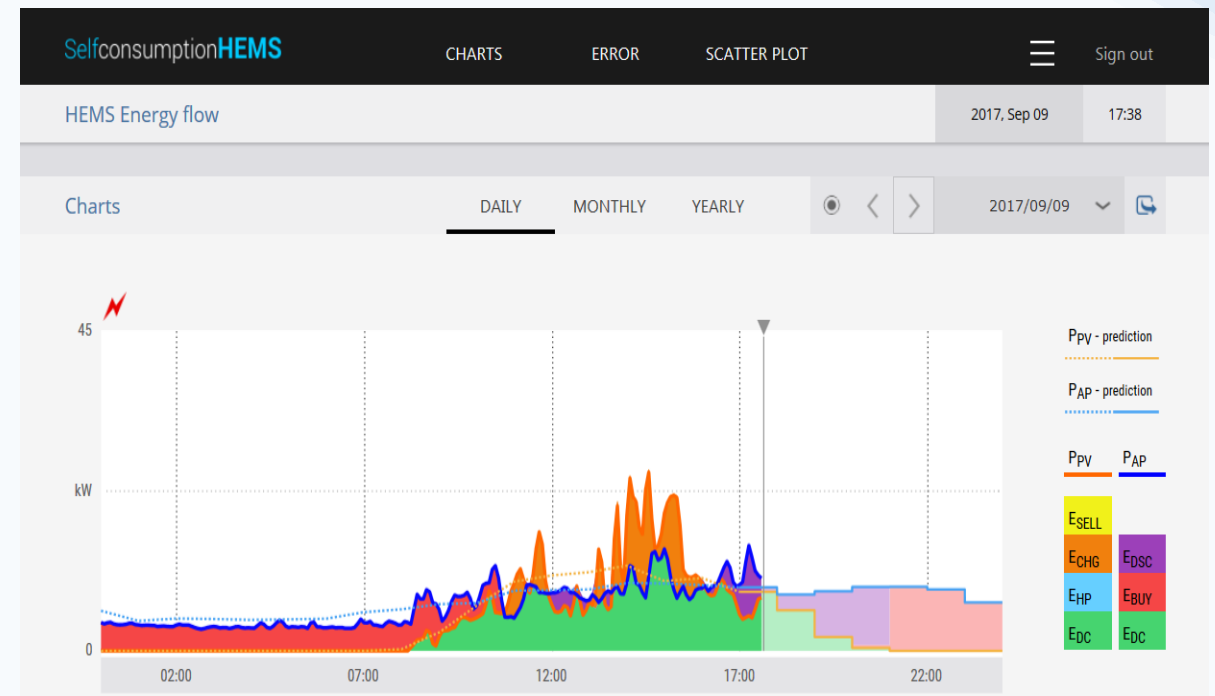 SelfconsumptionHEMS CHARTS ERROR SCATTER PLOT Sign out
HEMS Energy flow 2017, Sep 09 17:38
Charts DAILY MONTHLY YEARLY 2017/09/09
45
kW
0
02:00 07:00 12:00 17:00 22:00
PPV - prediction
PAP - prediction
PPV PAP
ESELL
ECHG EDSC
EHP EBUY
EDC EDC